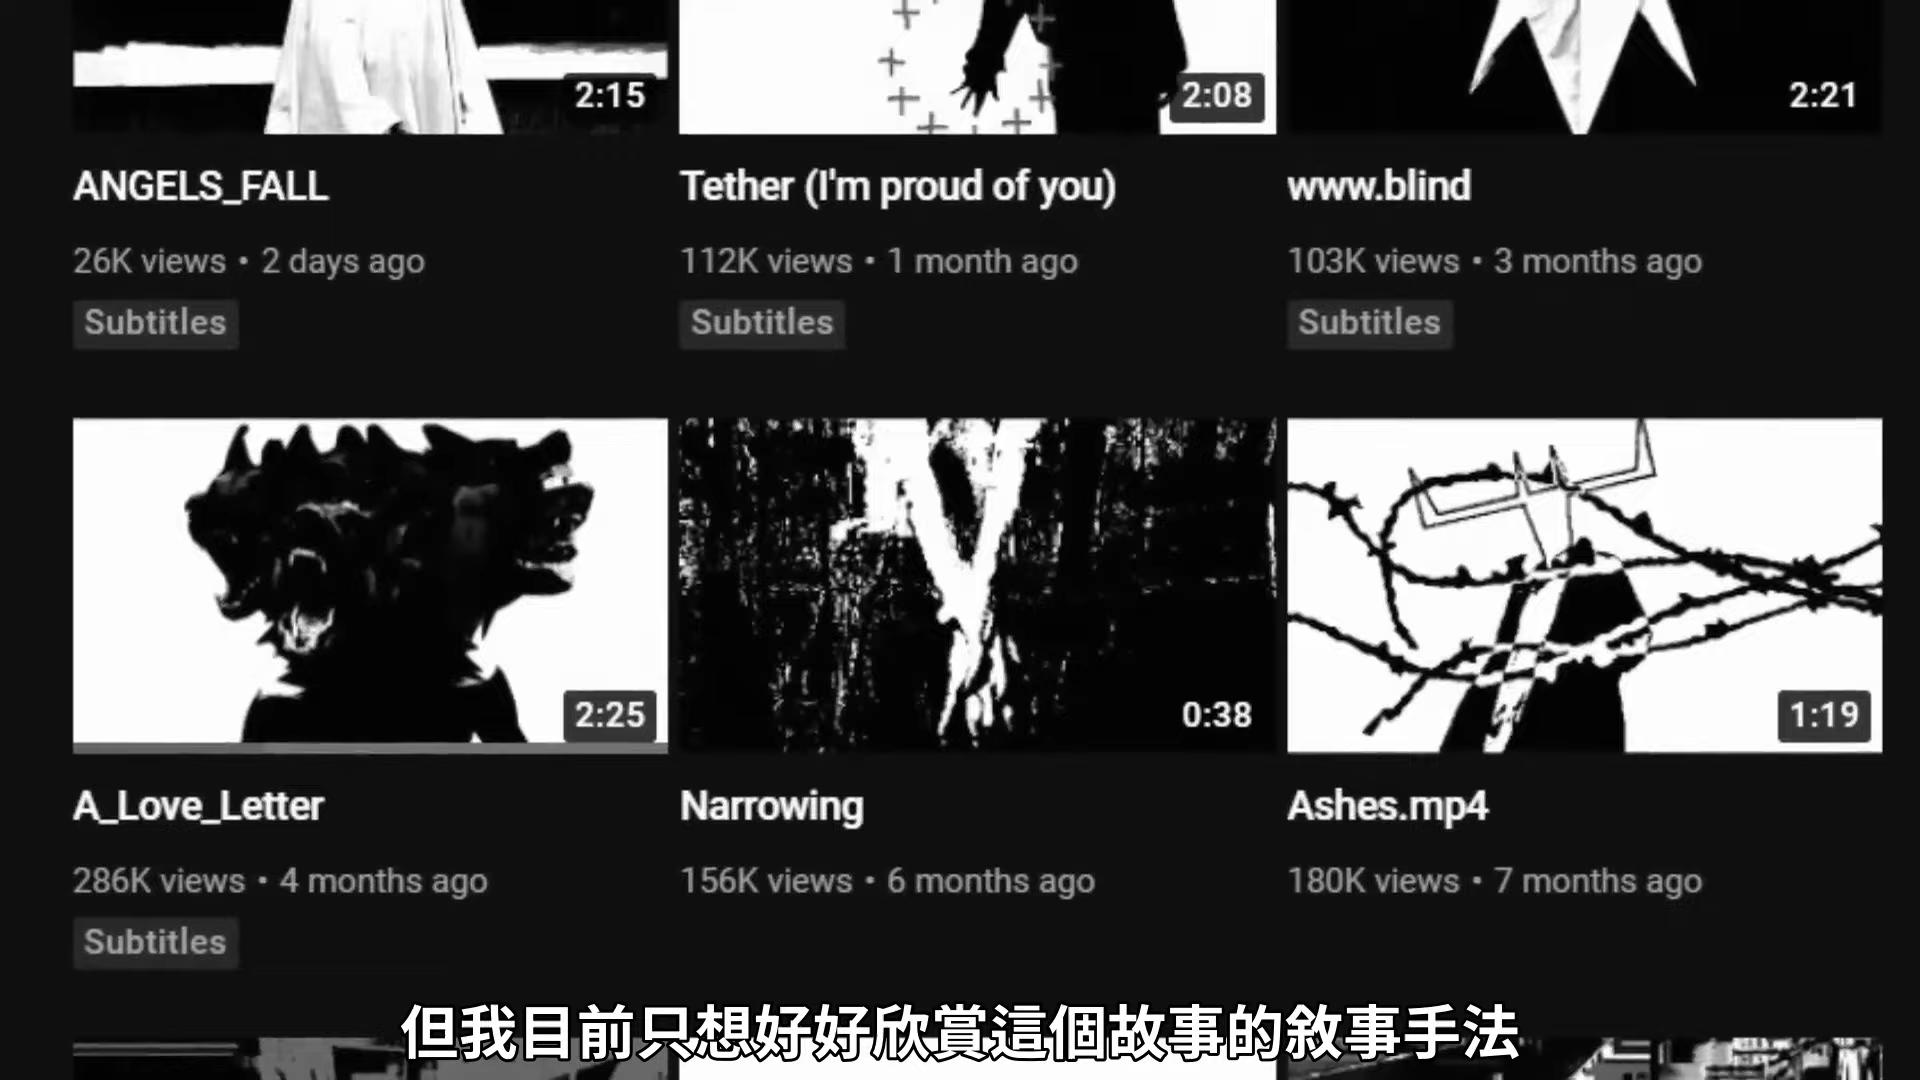 2:15
2:08
2:21
ANGELS_FALL
Tether (I'm proud of you)
www.blind
26K views • 2 days ago
112K views • 1 month ago
103K views • 3 months ago
Subtitles
Subtitles
Subtitles
2:25
0:38
1:19
A_Love_Letter
Narrowing
Ashes.mp4
286K views • 4 months ago
156K views • 6 months ago
180K views • 7 months ago
Subtitles
但我目前只想好好欣賞這個故事的敘事手法